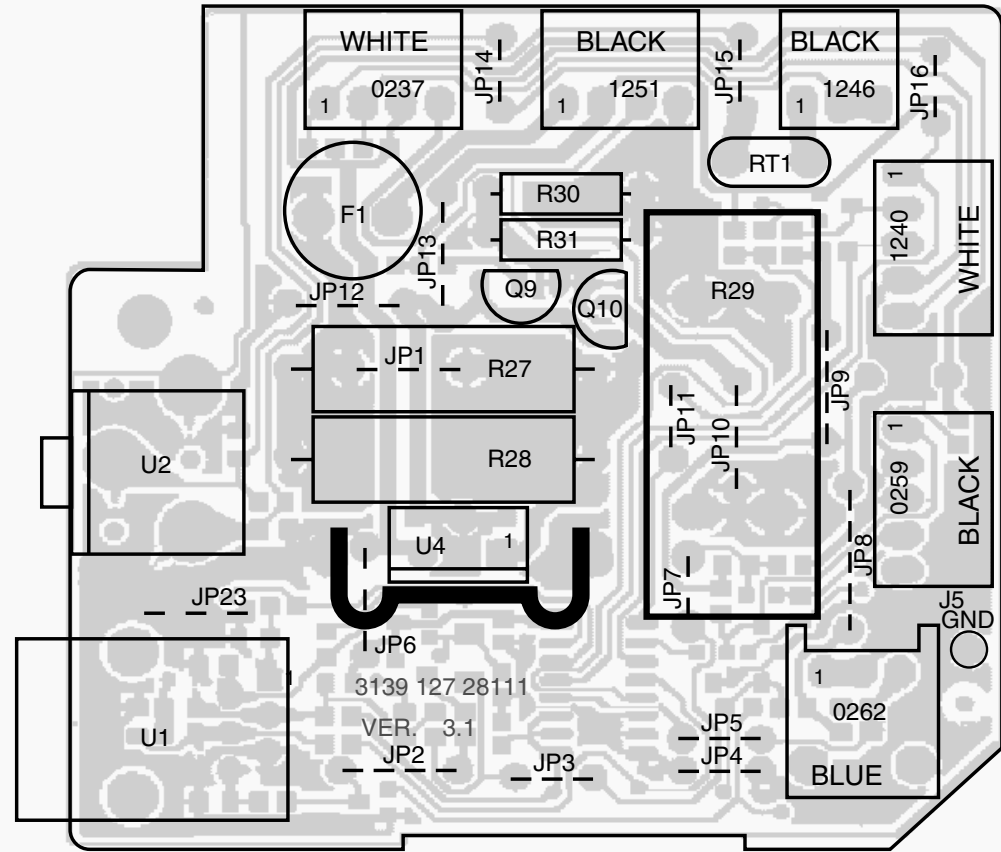 WHITE
0237
1
JP14
BLACK
1251
1
JP15
BLACK
1246
1
JP16
RT1
F1
R30
R31
1
1240
WHITE
JP13
JP12
Q9
Q10
R29
JP1
R27
JP9
JP11
JP10
1
0259
BLACK
U2
R28
U4
1
JP8
JP7
JP23
J5
GND
JP6
1
0262
BLUE
3139 127 28111
VER. 3.1
U1
JP5
JP4
JP2
JP3